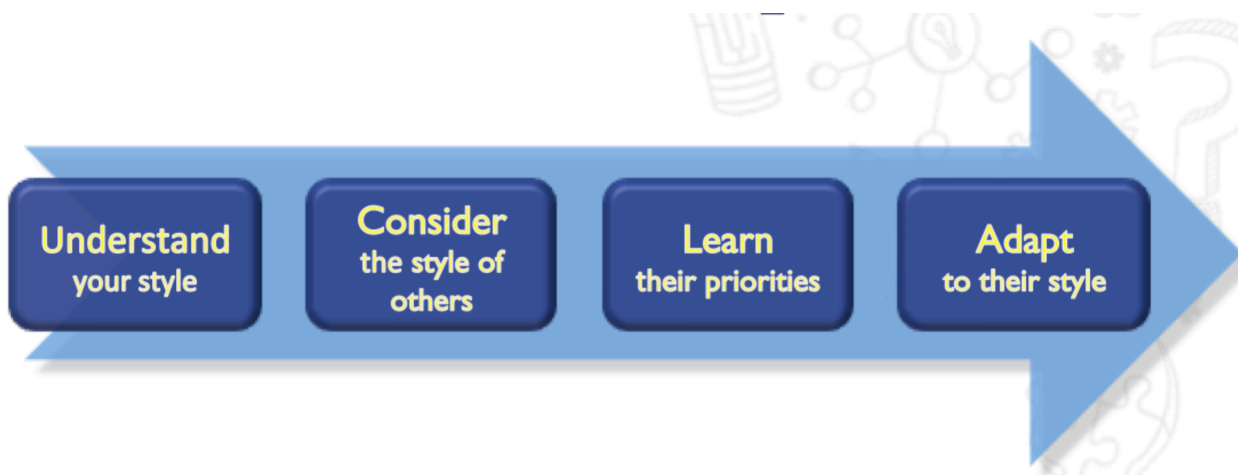 Understand
your style
Consider
the style of
others
Learn
their priorities
Adapt
to their style